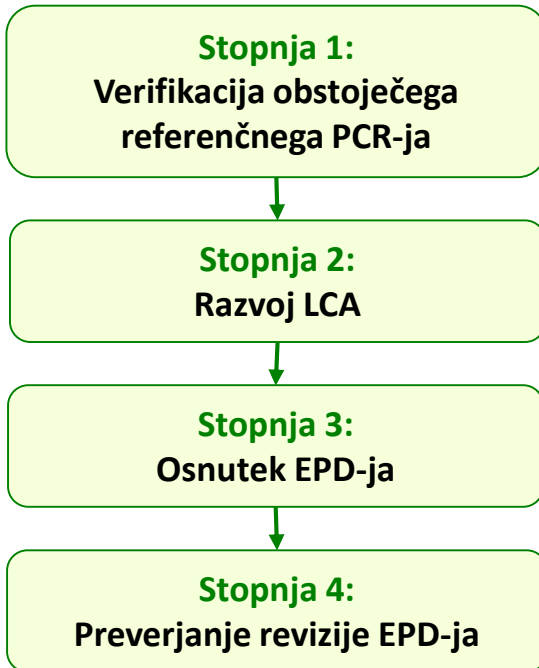 Stopnja 1:
Verifikacija obstoječega
referenčnega PCR-ja
Stopnja 2:
Razvoj LCA
Stopnja 3:
Osnutek EPD-ja
Stopnja 4:
Preverjanje revizije EPD-ja